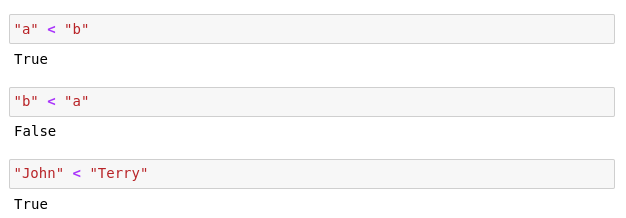 "a" < "b"
True
"b" < "a"
False
"John" < "Terry"
True